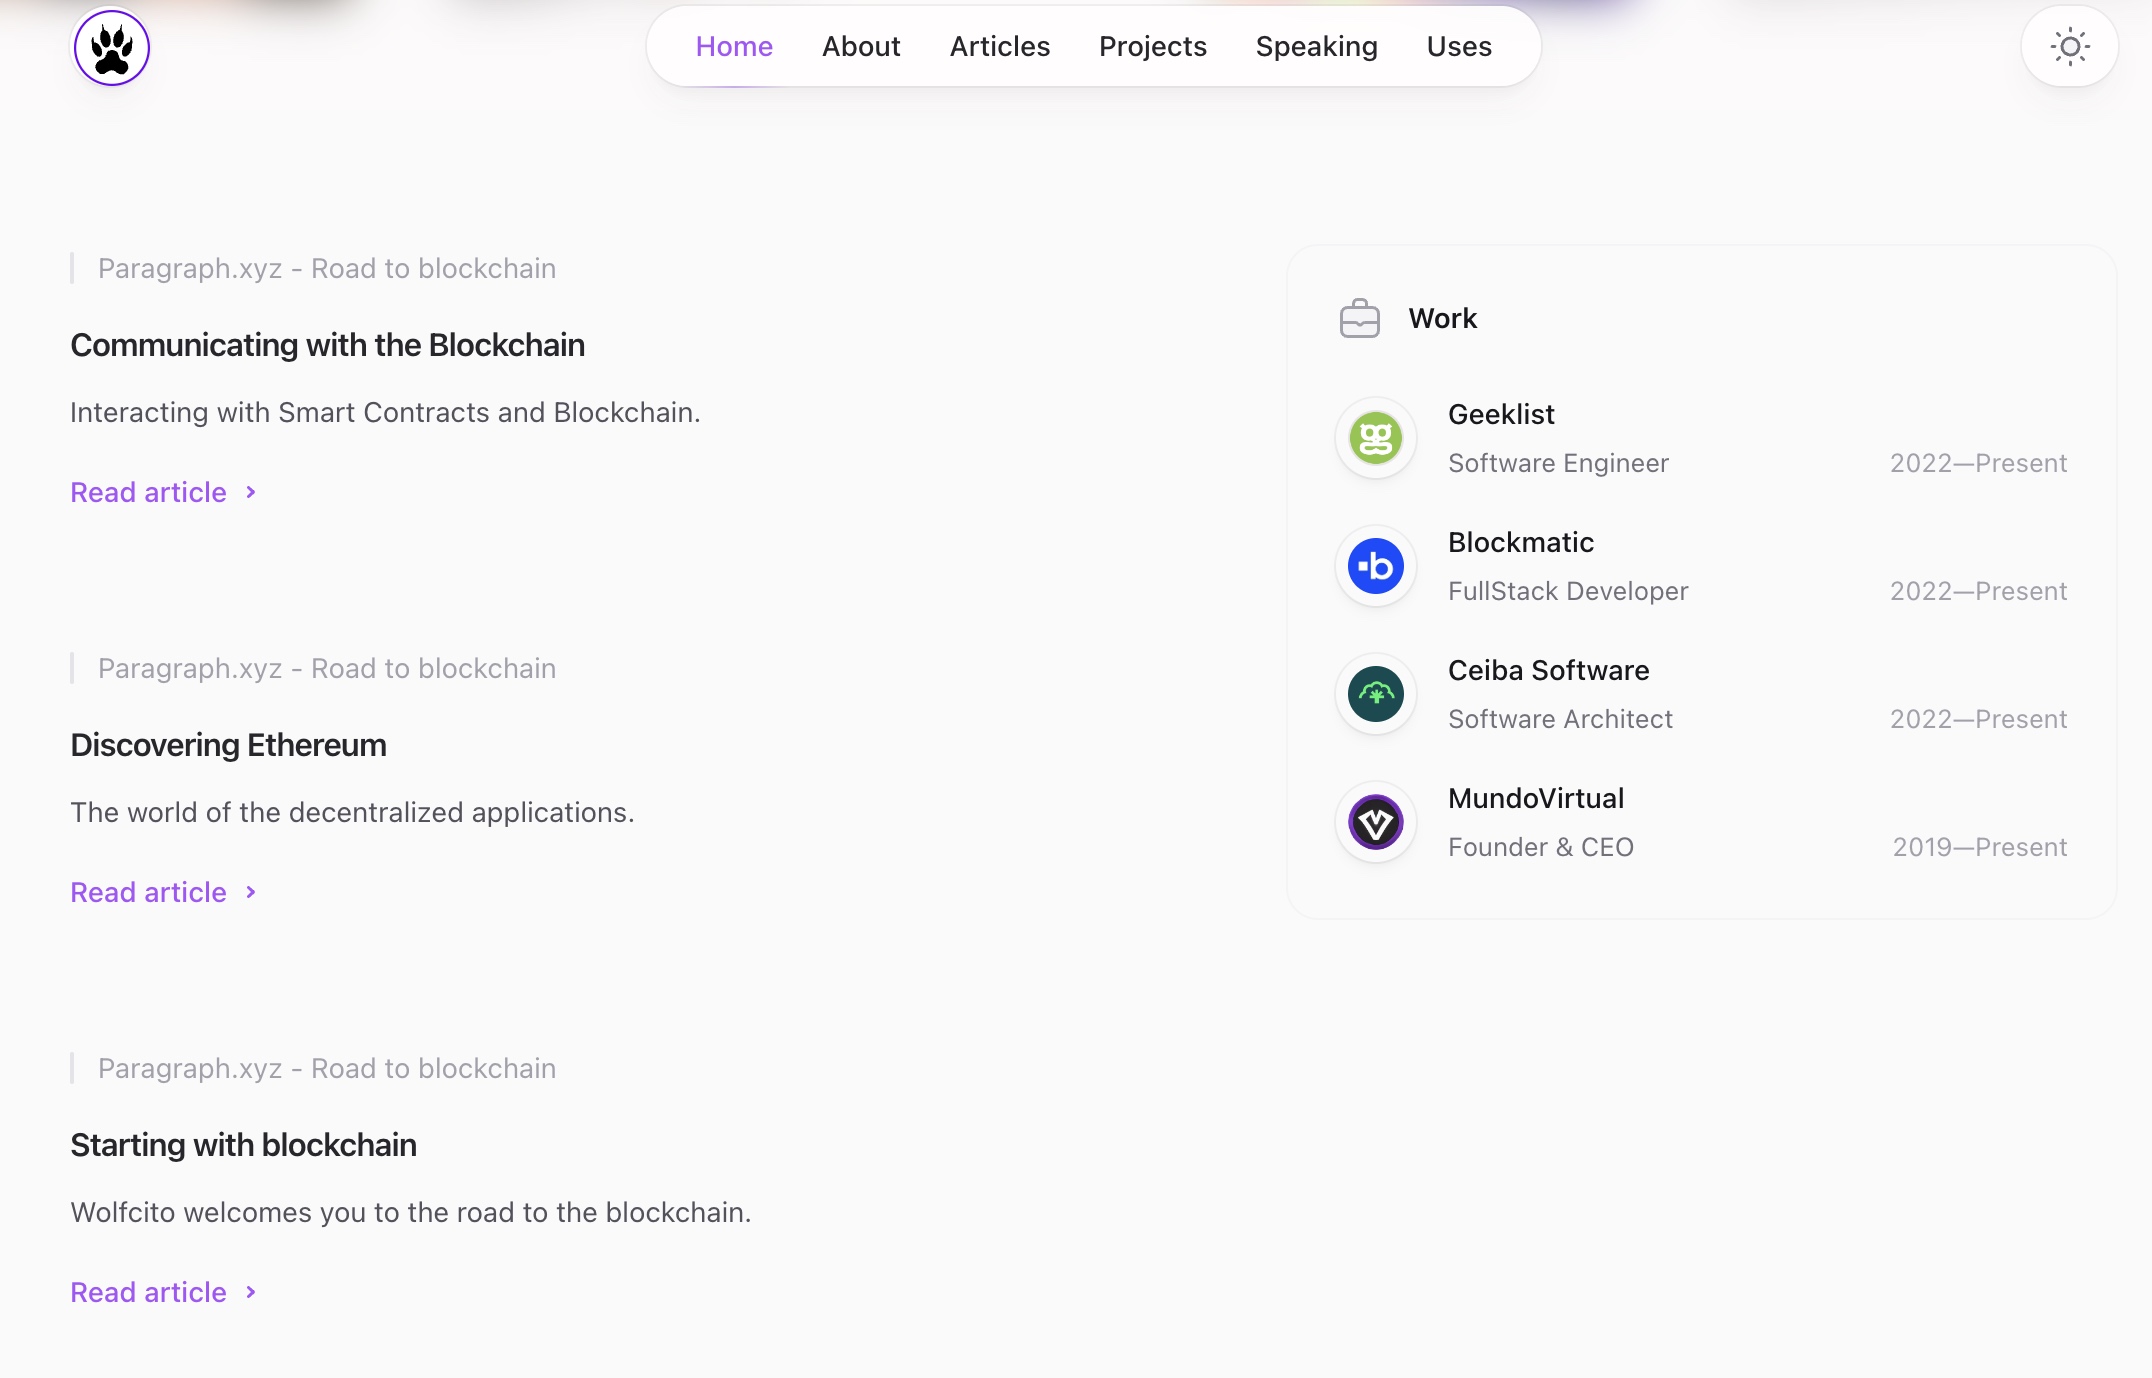 Home About Articles Projects Speaking Uses
Paragraph.xyz - Road to blockchain
Communicating with the Blockchain
Interacting with Smart Contracts and Blockchain.
Read article
Paragraph.xyz - Road to blockchain
Discovering Ethereum
The world of the decentralized applications.
Read article
Paragraph.xyz - Road to blockchain
Starting with blockchain
Wolfcito welcomes you to the road to the blockchain.
Read article
Work
Geeklist
Software Engineer 2022—Present
b
Blockmatic
FullStack Developer 2022—Present
Ceiba Software
Software Architect 2022—Present
MundoVirtual
Founder & CEO 2019—Present